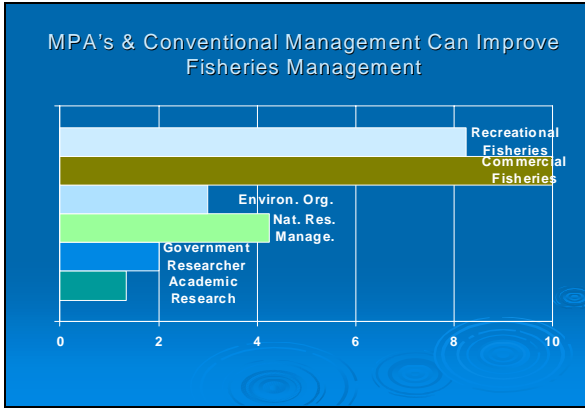 MPA's & Conventional Management Can Improve
Fisheries Management
Recreational
Fisheries
Commercial
Fisheries
Environ. Org.
Nat. Res.
Manage.
Government
Researcher
Academic
Research
0 2 4 6 8 10